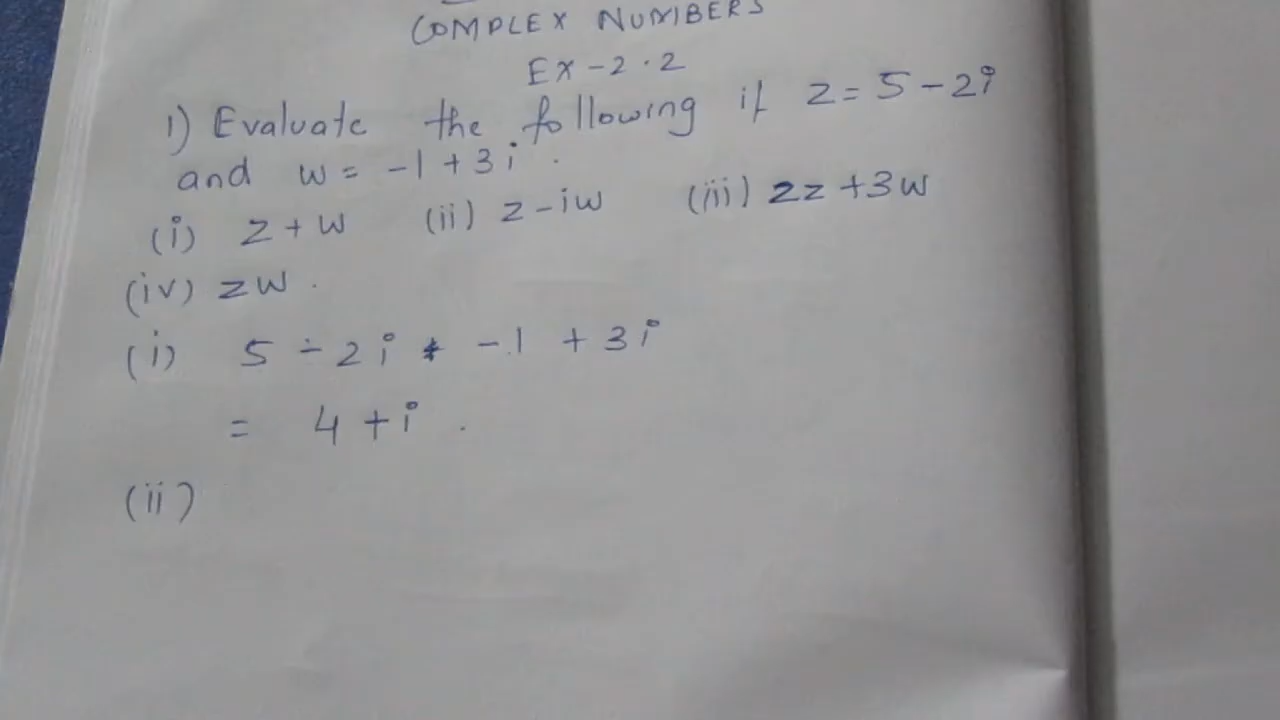 COMPLEX NUMBERS
EX-2.2
1) Evaluate the following if z = 5 - 2i
and w = -1 + 3i.
(i) z + w (ii) z - iw (iii) 2z + 3w
(iv) zw.
(i) 5 - 2i + -1 + 3i
= 4 + i.
(ii)